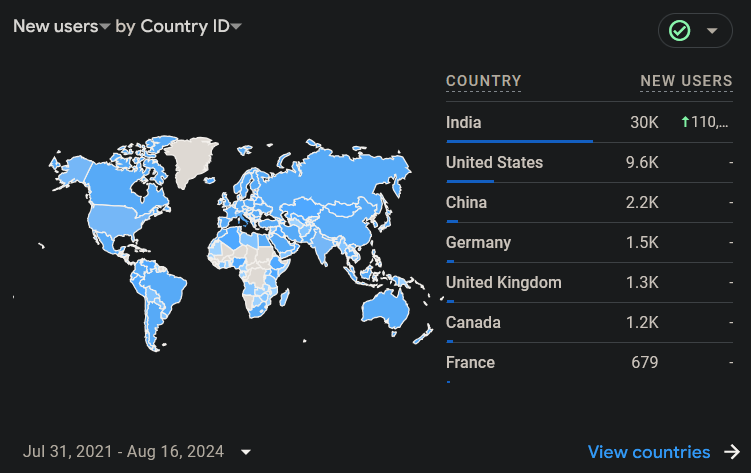 New users by Country ID
COUNTRY NEW USERS
India 30K ↑110,...
United States 9.6K -
China 2.2K -
Germany 1.5K -
United Kingdom 1.3K -
Canada 1.2K -
France 679 -
Jul 31, 2021 - Aug 16, 2024 View countries →